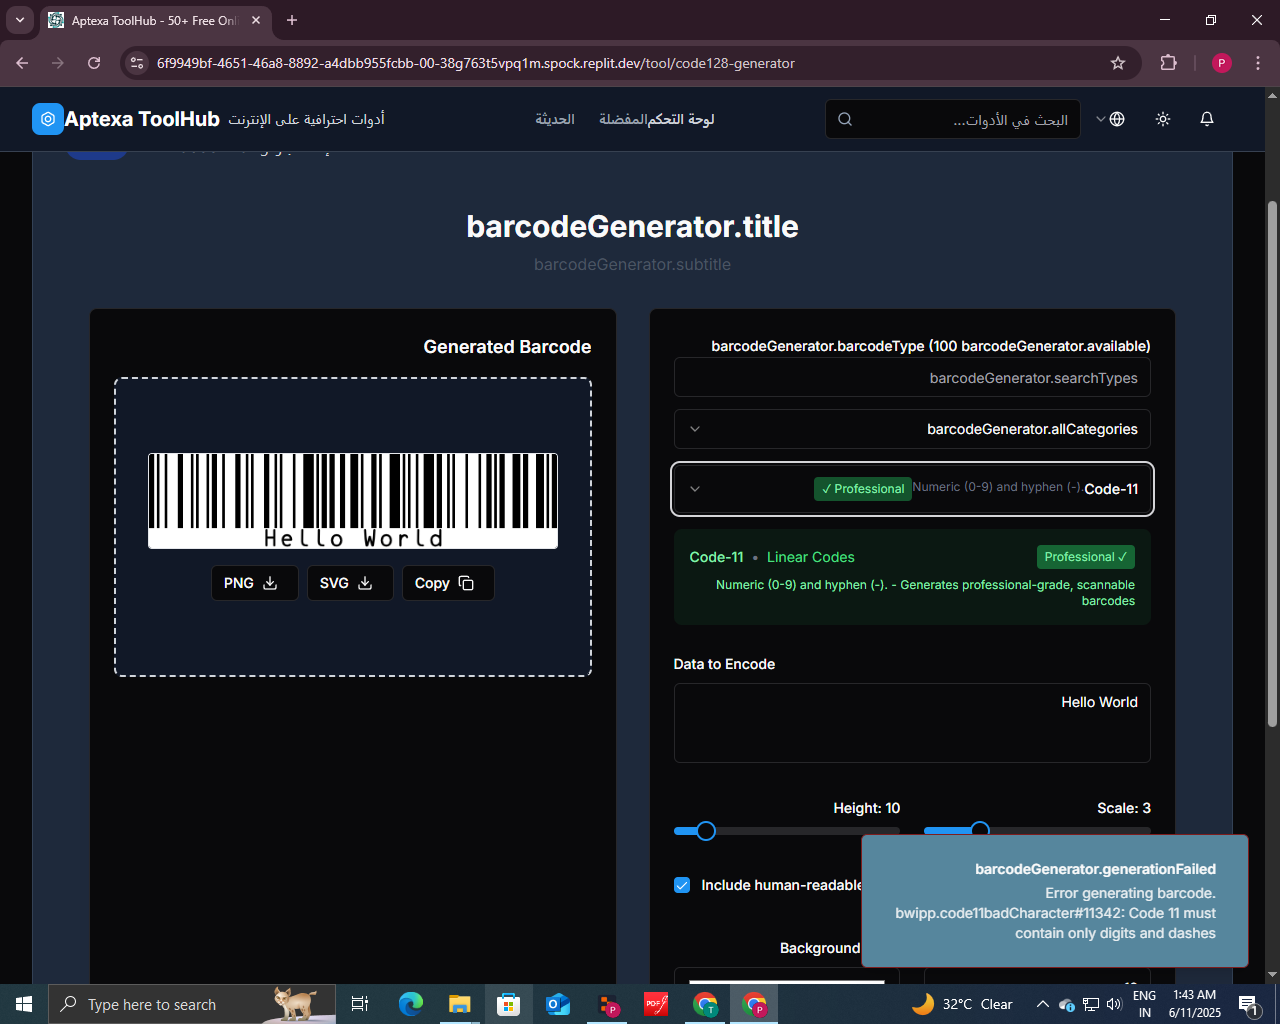 Aptexa ToolHub - 50+ Free Onl
6f9949bf-4651-46a8-8892-a4dbb955fcbb-00-38g763t5vpq1m.spock.replit.dev/tool/code128-generator
P
Aptexa ToolHub
أدوات احترافية على الإنترنت
لوحة التحكم
المفضلة
الحديثة
البحث في الأدوات...
barcodeGenerator.title
barcodeGenerator.subtitle
Generated Barcode
Hello World
PNG
SVG
Copy
barcodeGenerator.barcodeType (100 barcodeGenerator.available)
barcodeGenerator.searchTypes
barcodeGenerator.allCategories
✓ Professional Numeric (0-9) and hyphen (-). Code-11
Code-11 • Linear Codes
Professional ✓
Numeric (0-9) and hyphen (-). - Generates professional-grade, scannable
barcodes
Data to Encode
Hello World
Height: 10
Scale: 3
Include human-readable
Background
barcodeGenerator.generationFailed
Error generating barcode.
bwipp.code11badCharacter#11342: Code 11 must
contain only digits and dashes
Type here to search
P
PDF
T
P
32°C Clear
ENG
IN
1:43 AM
6/11/2025
1